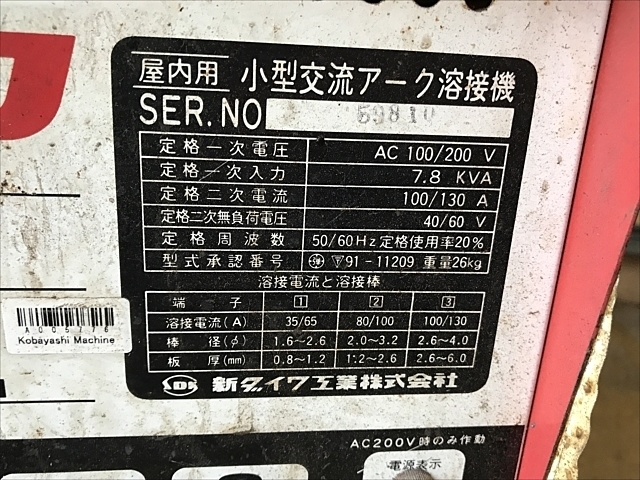 屋内用 小型交流アーク溶接機
SER.NO 59810
定格一次電圧 AC 100/200 V
定格一次入力 7.8 KVA
定格二次電流 100/130 A
定格二次無負荷電圧 40/60 V
定格周波数 50/60Hz 定格使用率20%
型式承認番号 91-11209 重量26kg
溶接電流と溶接棒
端子 1 2 3
溶接電流(A) 35/65 80/100 100/130
棒径(φ) 1.6~2.6 2.0~3.2 2.6~4.0
板厚(mm) 0.8~1.2 1.2~2.6 2.6~6.0
新ダイワ工業株式会社
A005776
Kobayashi Machine
AC200V時のみ作動
電源表示